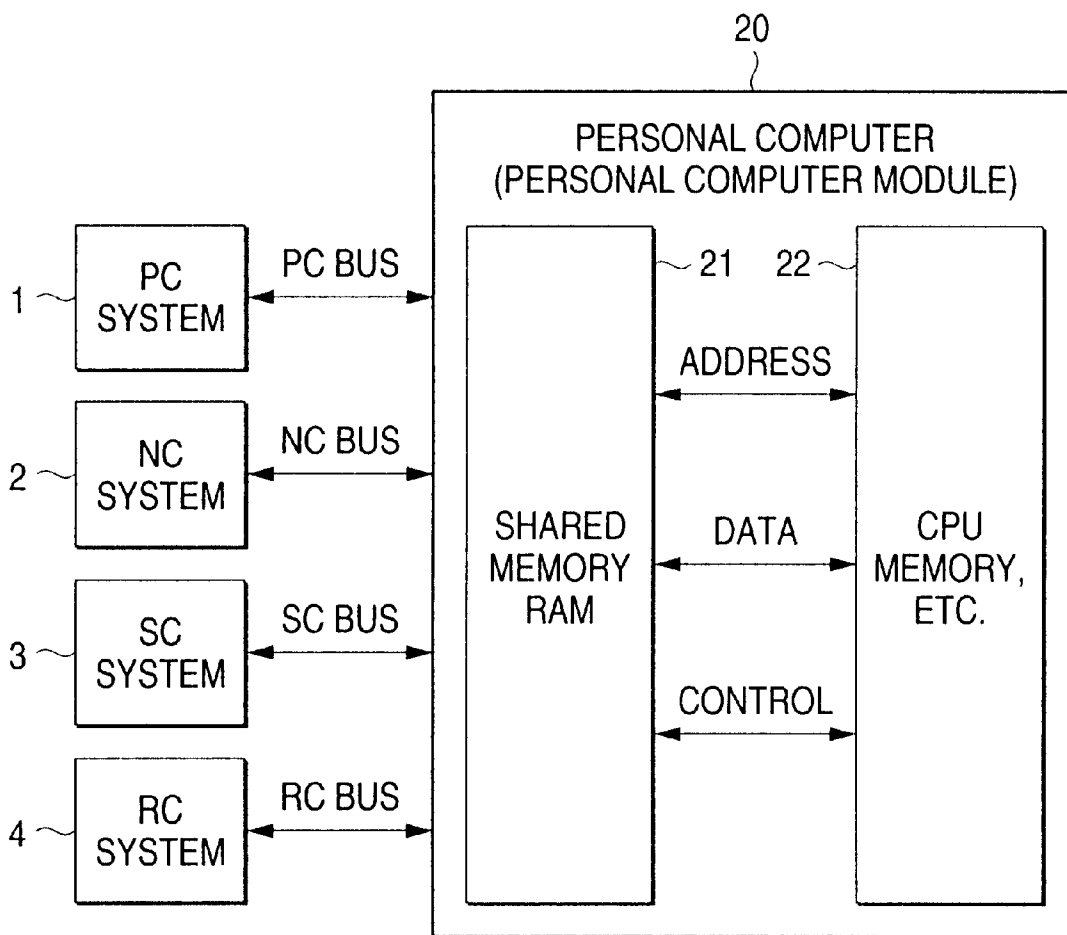 20
PERSONAL COMPUTER
(PERSONAL COMPUTER MODULE)
1
PC
SYSTEM
PC BUS
2
NC
SYSTEM
NC BUS
3
SC
SYSTEM
SC BUS
4
RC
SYSTEM
RC BUS
21
SHARED
MEMORY
RAM
ADDRESS
DATA
CONTROL
22
CPU
MEMORY,
ETC.